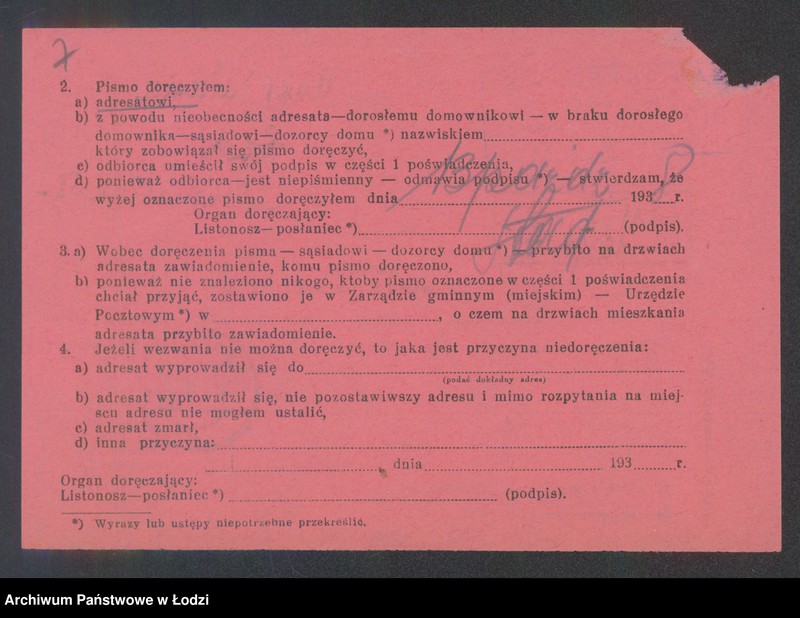 7
2. Pismo doręczyłem:
a) adresatowi,
b) z powodu nieobecności adresata—dorosłemu domownikowi — w braku dorosłego
domownika—sąsiadowi—dozorcy domu *) nazwiskiem
który zobowiązał się pismo doręczyć,
c) odbiorca umieścił swój podpis w części 1 poświadczenia,
d) ponieważ odbiorca—jest niepiśmienny — odmawia podpisu *) — stwierdzam, że
wyżej oznaczone pismo doręczyłem dnia 193 8 r.
Organ doręczający:
Listonosz— posłaniec *) (podpis).
3. a) Wobec doręczenia pisma — sąsiadowi — dozorcy domu *) — przybito na drzwiach
adresata zawiadomienie, komu pismo doręczono,
b) ponieważ nie znaleziono nikogo, ktoby pismo oznaczone w części 1 poświadczenia
chciał przyjąć, zostawiono je w Zarządzie gminnym (miejskim) — Urzędzie
Pocztowym *) w , o czem na drzwiach mieszkania
adresata przybito zawiadomienie.
4. Jeżeli wezwania nie można doręczyć, to jaka jest przyczyna niedoręczenia:
a) adresat wyprowadził się do
(podać dokładny adres)
b) adresat wyprowadził się, nie pozostawiwszy adresu i mimo rozpytania na miej-
scu adresu nie mogłem ustalić,
c) adresat zmarł,
d) inna przyczyna:
, dnia 193 r.
Organ doręczający:
Listonosz—posłaniec *) (podpis).
*) Wyrazy lub ustępy niepotrzebne przekreślić.
Archiwum Państwowe w Łodzi